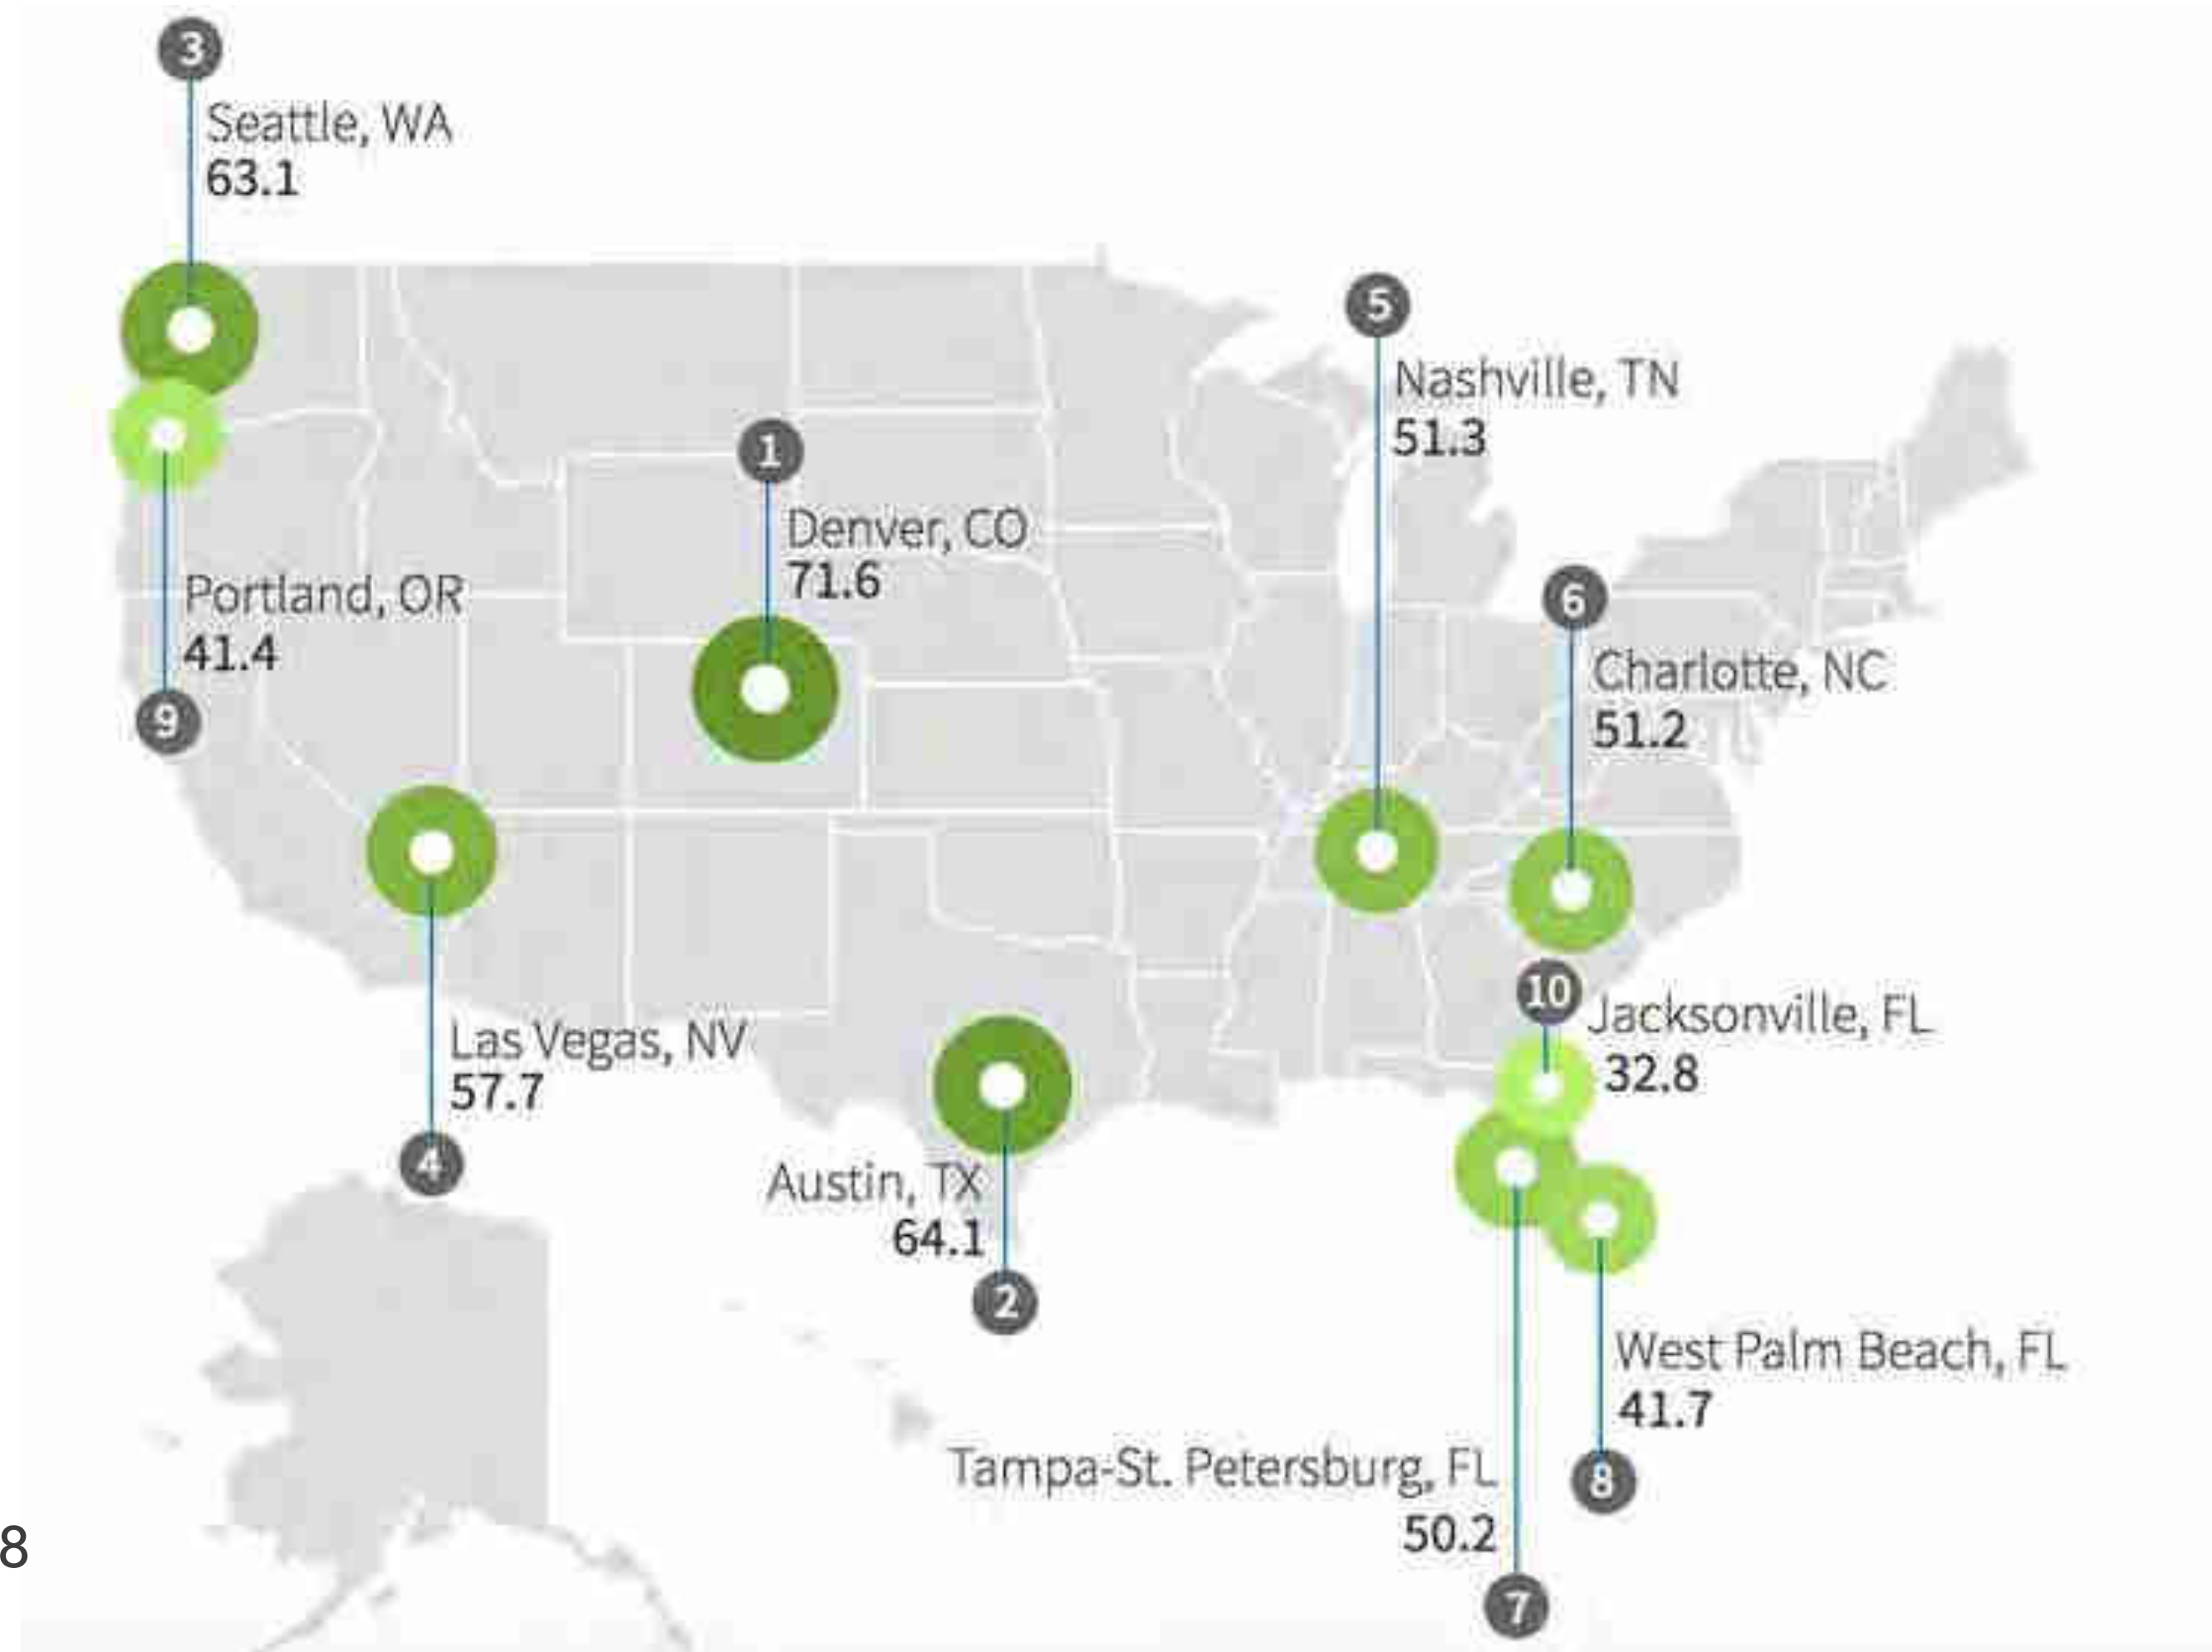 3
Seattle, WA
63.1
5
Nashville, TN
51.3
1
Denver, CO
71.6
Portland, OR
41.4
9
6
Charlotte, NC
51.2
10
Jacksonville, FL
32.8
Las Vegas, NV
57.7
4
Austin, TX
64.1
2
West Palm Beach, FL
41.7
8
Tampa-St. Petersburg, FL
50.2
7
8